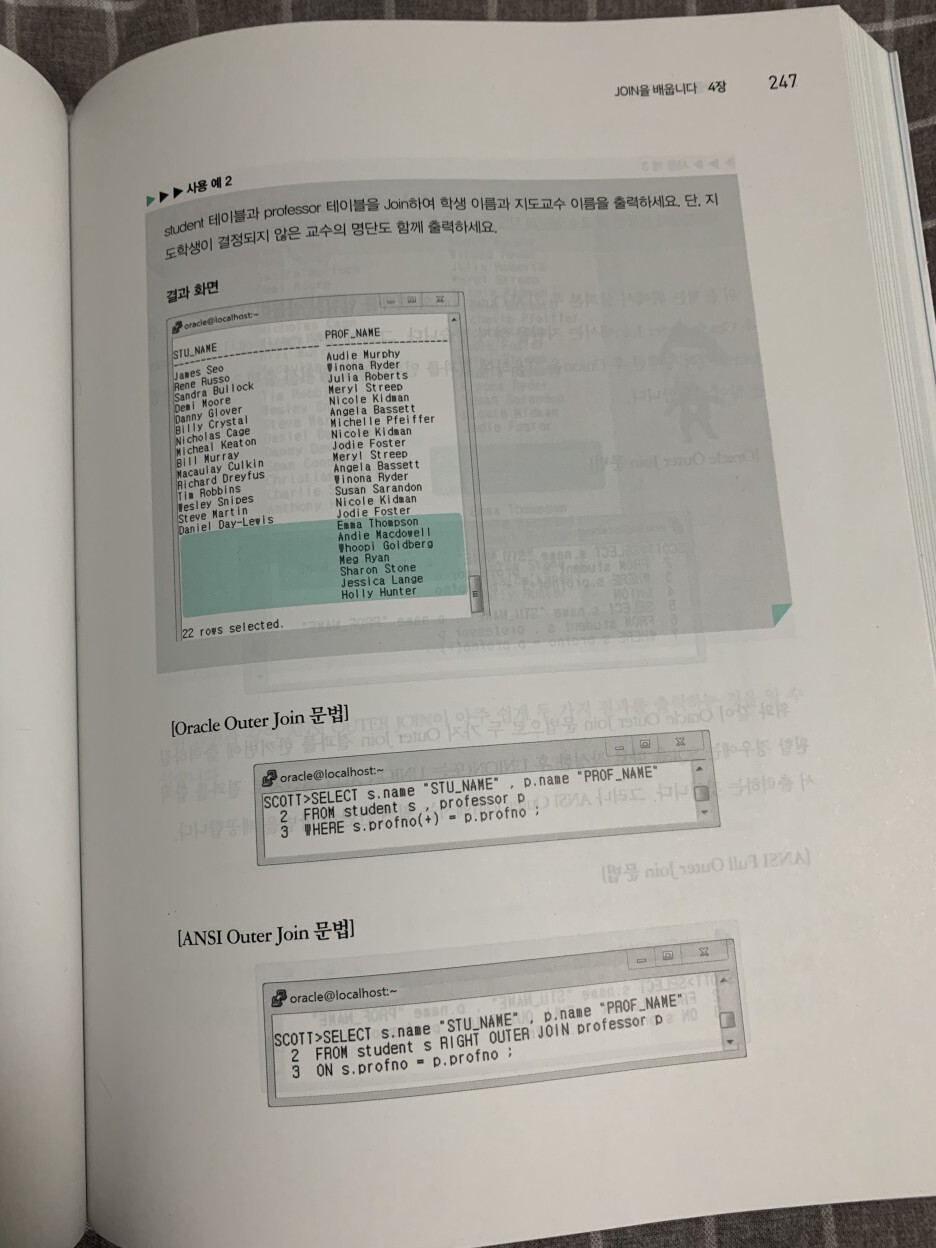 JOIN을 배웁니다 4장 247
▶▶▶ 사용 예 2
student 테이블과 professor 테이블을 Join하여 학생 이름과 지도교수 이름을 출력하세요. 단, 지
도학생이 결정되지 않은 교수의 명단도 함께 출력하세요.
결과 화면
oracle@localhost:~
STU_NAME PROF_NAME
James Seo Audie Murphy
Rene Russo Winona Ryder
Sandra Bullock Julia Roberts
Demi Moore Meryl Streep
Danny Glover Nicole Kidman
Billy Crystal Angela Bassett
Nicholas Cage Michelle Pfeiffer
Micheal Keaton Nicole Kidman
Bill Murray Jodie Foster
Macaulay Culkin Meryl Streep
Richard Dreyfus Angela Bassett
Tim Robbins Winona Ryder
Wesley Snipes Susan Sarandon
Steve Martin Nicole Kidman
Daniel Day-Lewis Jodie Foster
Emma Thompson
Andie Macdowell
Whoopi Goldberg
Meg Ryan
Sharon Stone
Jessica Lange
Holly Hunter
22 rows selected.
[Oracle Outer Join 문법]
oracle@localhost:~
SCOTT>SELECT s.name "STU_NAME" , p.name "PROF_NAME"
2 FROM student s , professor p
3 WHERE s.profno(+) = p.profno ;
[ANSI Outer Join 문법]
oracle@localhost:~
SCOTT>SELECT s.name "STU_NAME" , p.name "PROF_NAME"
2 FROM student s RIGHT OUTER JOIN professor p
3 ON s.profno = p.profno ;